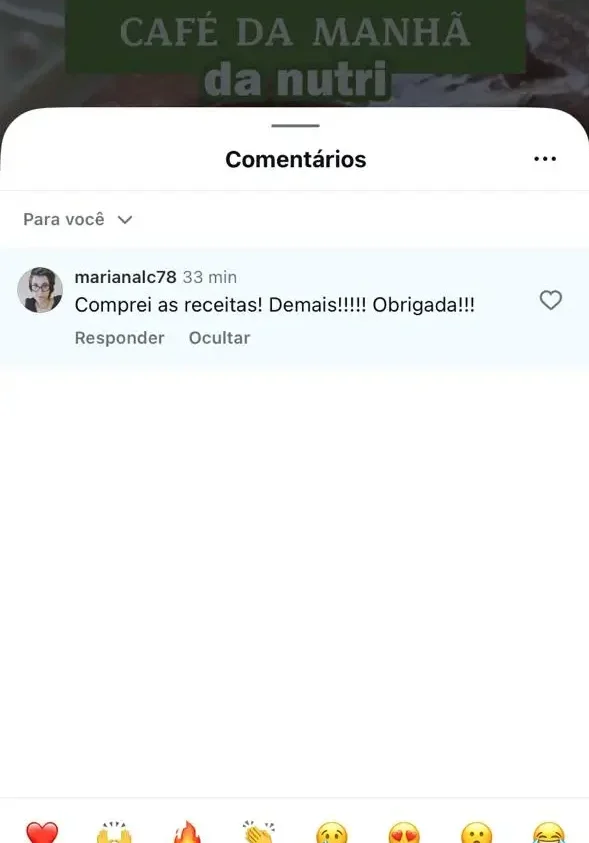 CAFÉ DA MANHÃ
da nutri
Comentários
Para você
marianalc78 33 min
Comprei as receitas! Demais!!!!! Obrigada!!!
Responder Ocultar